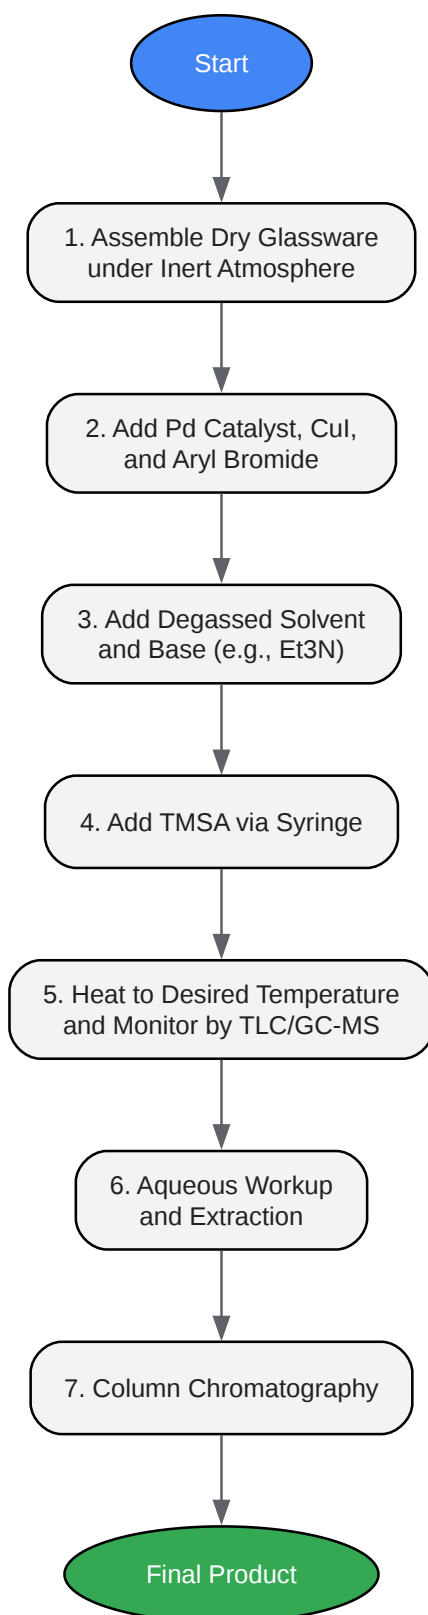 Start
1. Assemble Dry Glassware
under Inert Atmosphere
2. Add Pd Catalyst, CuI,
and Aryl Bromide
3. Add Degassed Solvent
and Base (e.g., Et3N)
4. Add TMSA via Syringe
5. Heat to Desired Temperature
and Monitor by TLC/GC-MS
6. Aqueous Workup
and Extraction
7. Column Chromatography
Final Product